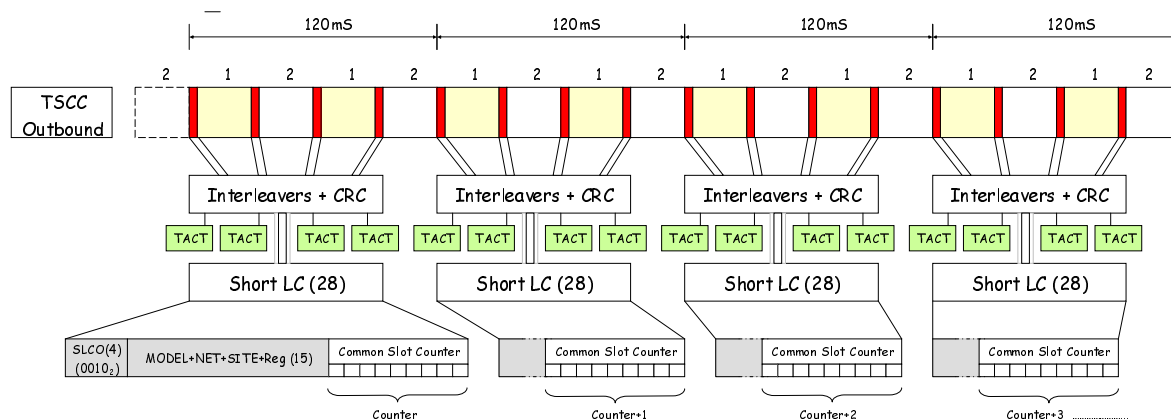 120mS 120mS 120mS 120mS
2 1 2 1 2 1 2 1 2 1 2 1 2 1 2 1 2
TSCC
Outbound
Interleavers + CRC Interleavers + CRC Interleavers + CRC Interleavers + CRC
TACT TACT TACT TACT TACT TACT TACT TACT TACT TACT TACT TACT TACT TACT TACT TACT
Short LC (28) Short LC (28) Short LC (28) Short LC (28)
SLCO(4)
(0010₂)
MODEL+NET+SITE+Reg (15)
Common Slot Counter Common Slot Counter Common Slot Counter Common Slot Counter
Counter Counter+1 Counter+2 Counter+3 ............